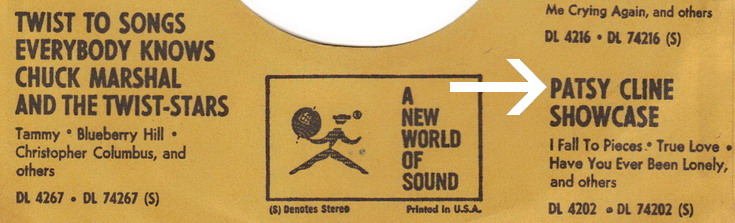 TWIST TO SONGS
EVERYBODY KNOWS
CHUCK MARSHAL
AND THE TWIST-STARS
Tammy • Blueberry Hill •
Christopher Columbus, and
others
DL 4267 • DL 74267 (S)
A
NEW
WORLD
OF
SOUND
(S) Denotes Stereo
Printed in U.S.A.
Me Crying Again, and others
DL 4216 • DL 74216 (S)
PATSY CLINE
SHOWCASE
I Fall To Pieces • True Love •
Have You Ever Been Lonely,
and others
DL 4202 • DL 74202 (S)